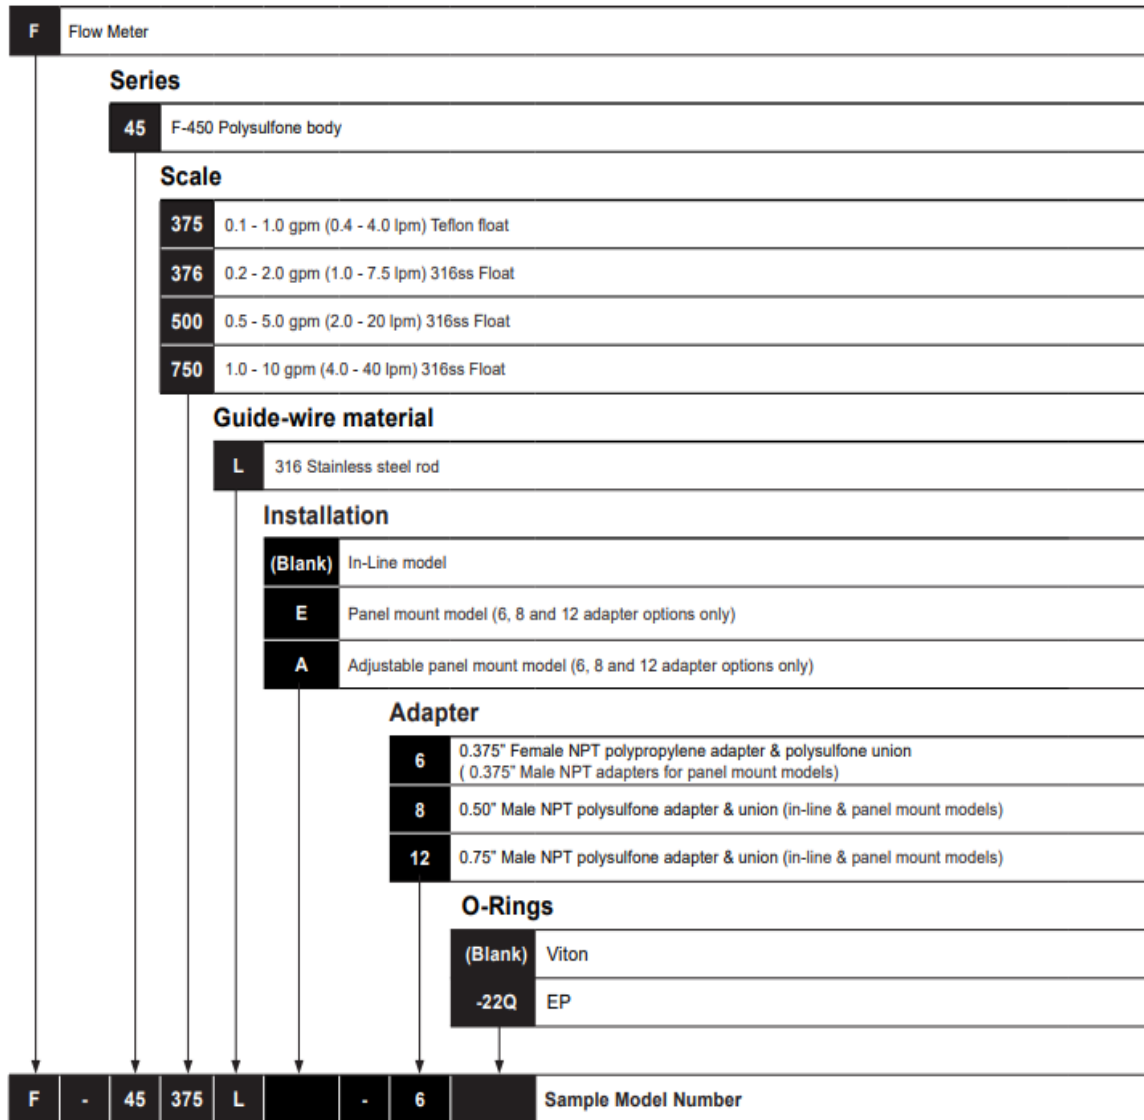 F Flow Meter
Series
45 F-450 Polysulfone body
Scale
375 0.1 - 1.0 gpm (0.4 - 4.0 lpm) Teflon float
376 0.2 - 2.0 gpm (1.0 - 7.5 lpm) 316ss Float
500 0.5 - 5.0 gpm (2.0 - 20 lpm) 316ss Float
750 1.0 - 10 gpm (4.0 - 40 lpm) 316ss Float
Guide-wire material
L 316 Stainless steel rod
Installation
(Blank) In-Line model
E Panel mount model (6, 8 and 12 adapter options only)
A Adjustable panel mount model (6, 8 and 12 adapter options only)
Adapter
6 0.375" Female NPT polypropylene adapter & polysulfone union
( 0.375" Male NPT adapters for panel mount models)
8 0.50" Male NPT polysulfone adapter & union (in-line & panel mount models)
12 0.75" Male NPT polysulfone adapter & union (in-line & panel mount models)
O-Rings
(Blank) Viton
-22Q EP
F - 45 375 L - 6 Sample Model Number